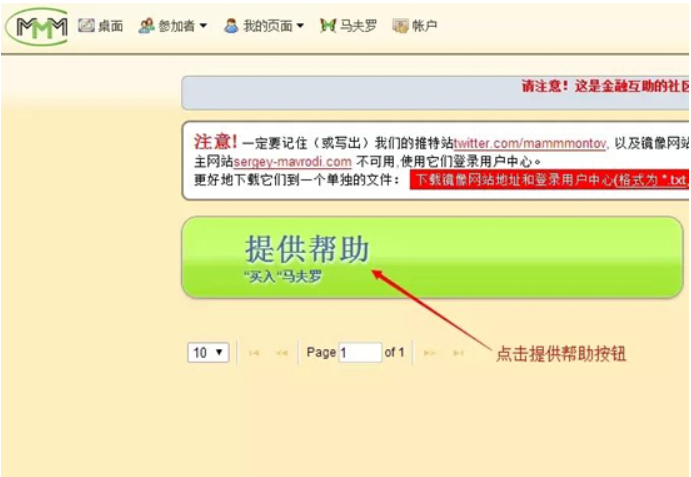 MMM 桌面 参加者 我的页面 马夫罗 帐户
请注意！这是金融互助的社区
注意! 一定要记住（或写出）我们的推特站twitter.com/mammmontov, 以及镜像网站
主网站sergey-mavrodi.com 不可用,使用它们登录用户中心。
更好地下载它们到一个单独的文件： 下载镜像网站地址和登录用户中心(格式为 *.txt,
提供帮助
"买入"马夫罗
10 Page 1 of 1
点击提供帮助按钮